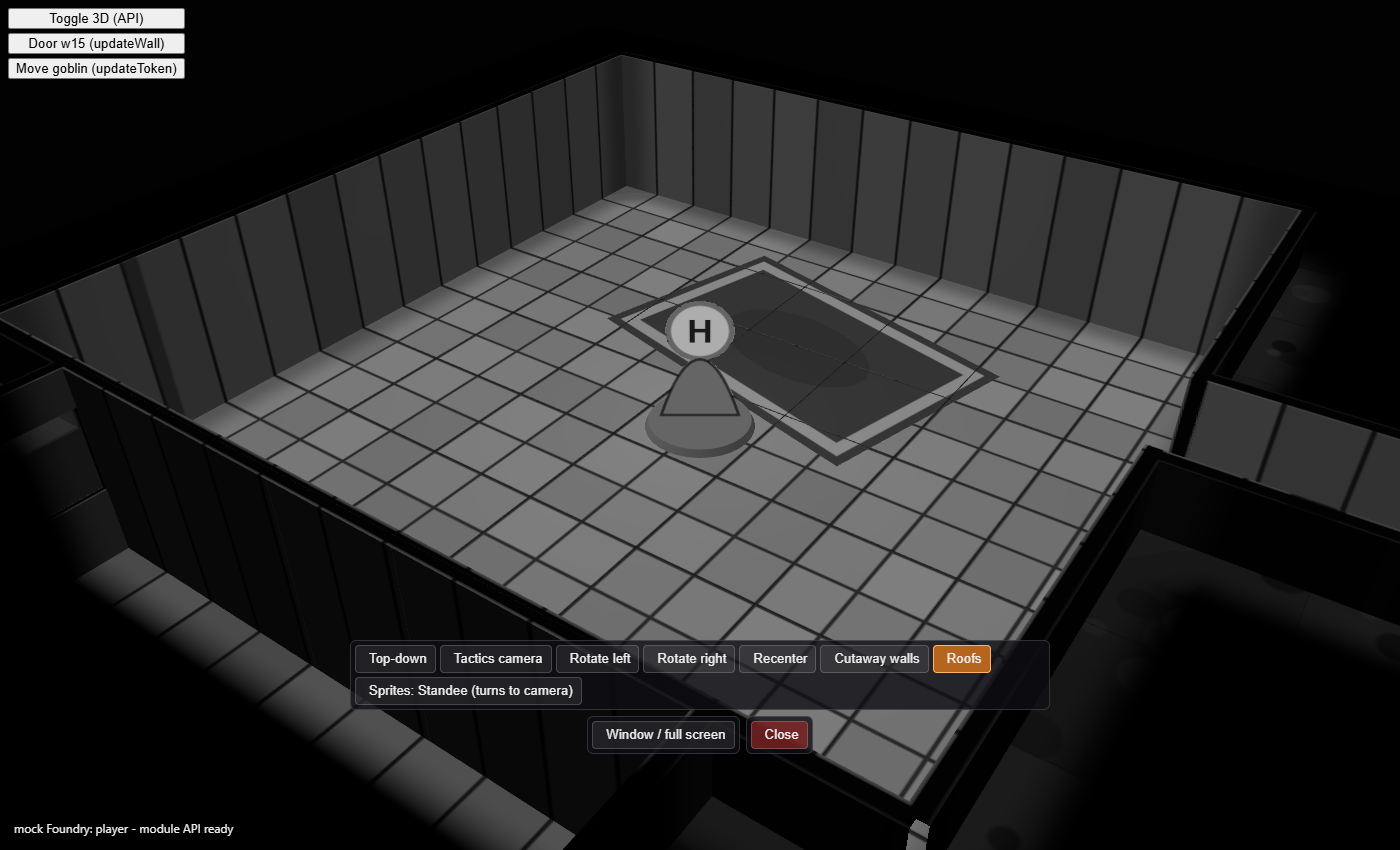 Toggle 3D (API)
Door w15 (updateWall)
Move goblin (updateToken)
H
Top-down Tactics camera Rotate left Rotate right Recenter Cutaway walls Roofs
Sprites: Standee (turns to camera)
Window / full screen Close
mock Foundry: player - module API ready